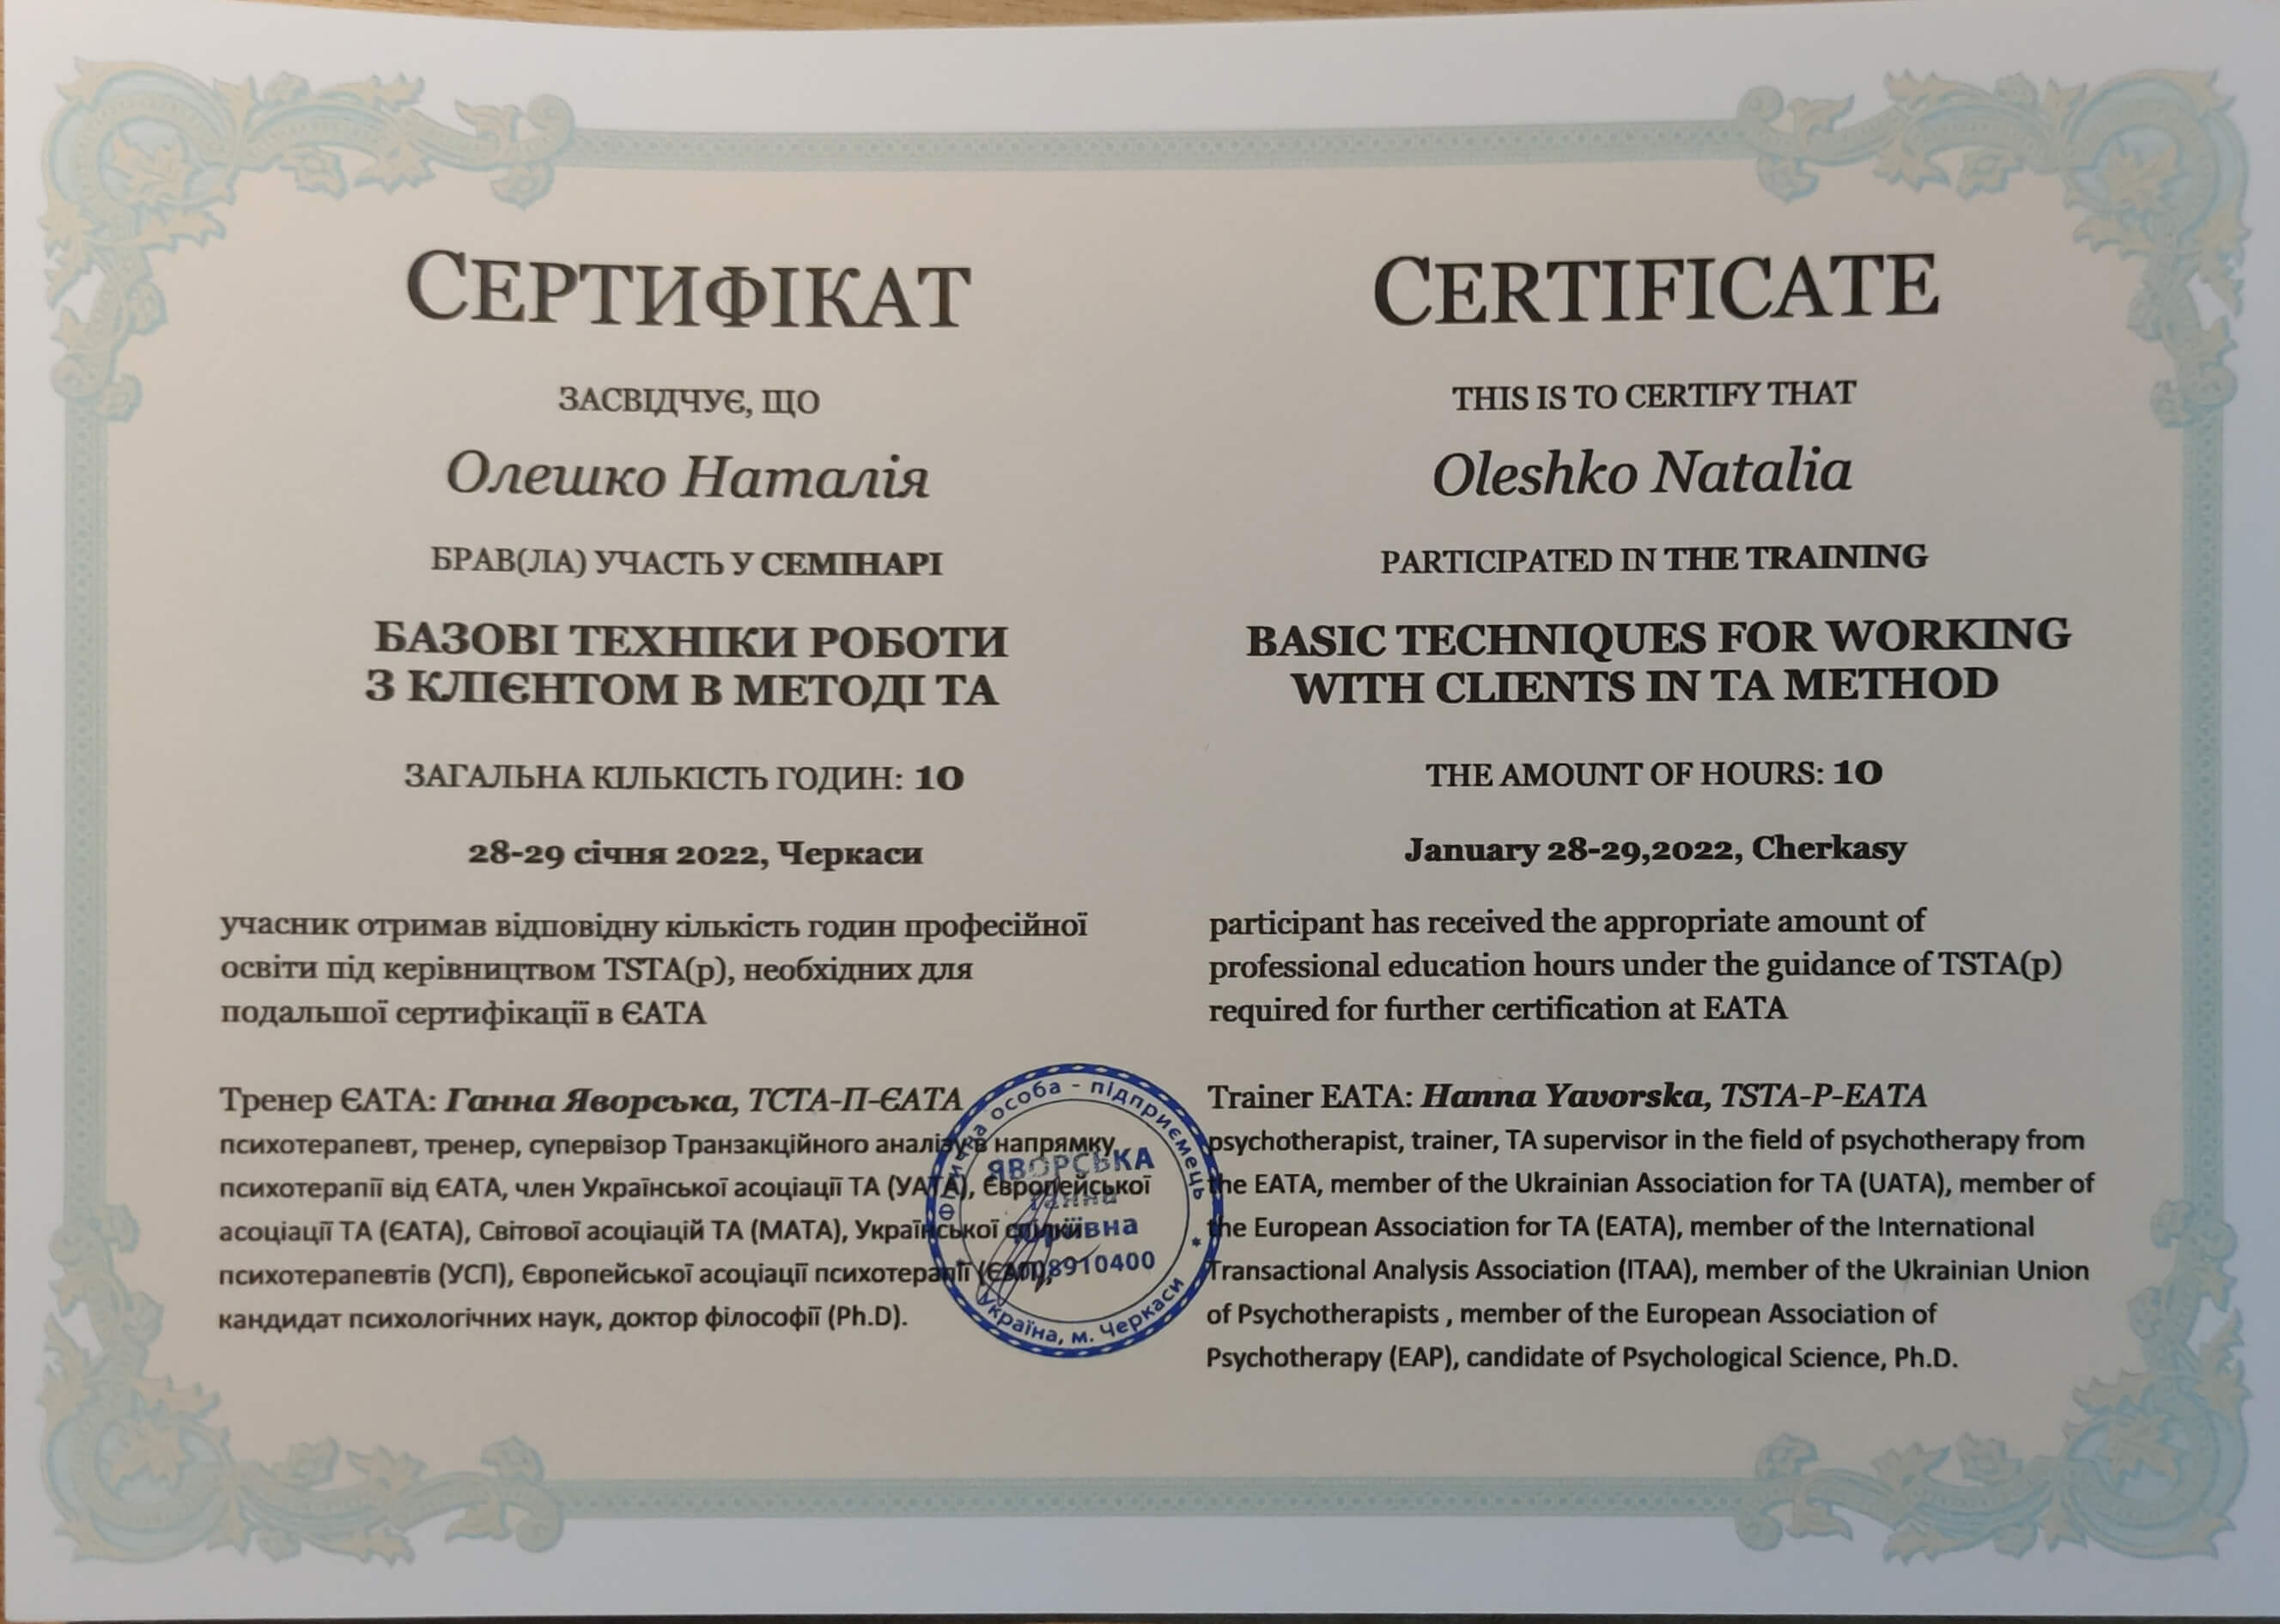 СЕРТИФІКАТ
ЗАСВІДЧУЄ, ЩО
Олешко Наталія
БРАВ(ЛА) УЧАСТЬ У СЕМІНАРІ
БАЗОВІ ТЕХНІКИ РОБОТИ
З КЛІЄНТОМ В МЕТОДІ ТА
ЗАГАЛЬНА КІЛЬКІСТЬ ГОДИН: 10
28-29 січня 2022, Черкаси
учасник отримав відповідну кількість годин професійної
освіти під керівництвом TSTA(p), необхідних для
подальшої сертифікації в ЄАТА
Тренер ЄАТА: Ганна Яворська, ТСТА-П-ЄАТА
психотерапевт, тренер, супервізор Транзакційного аналізу в напрямку
психотерапії від ЄАТА, член Української асоціації ТА (УАТА), Європейської
асоціації ТА (ЄАТА), Світової асоціацій ТА (МАТА), Української спілки
психотерапевтів (УСП), Європейської асоціації психотерапії (ЄАП),
кандидат психологічних наук, доктор філософії (Ph.D).
CERTIFICATE
THIS IS TO CERTIFY THAT
Oleshko Natalia
PARTICIPATED IN THE TRAINING
BASIC TECHNIQUES FOR WORKING
WITH CLIENTS IN TA METHOD
THE AMOUNT OF HOURS: 10
January 28-29,2022, Cherkasy
participant has received the appropriate amount of
professional education hours under the guidance of TSTA(p)
required for further certification at EATA
Trainer EATA: Hanna Yavorska, TSTA-P-EATA
psychotherapist, trainer, TA supervisor in the field of psychotherapy from
the EATA, member of the Ukrainian Association for TA (UATA), member of
the European Association for TA (EATA), member of the International
Transactional Analysis Association (ITAA), member of the Ukrainian Union
of Psychotherapists , member of the European Association of
Psychotherapy (EAP), candidate of Psychological Science, Ph.D.
Фізична особа - підприємець
ЯВОРСЬКА
Ганна
Україна, м. Черкаси